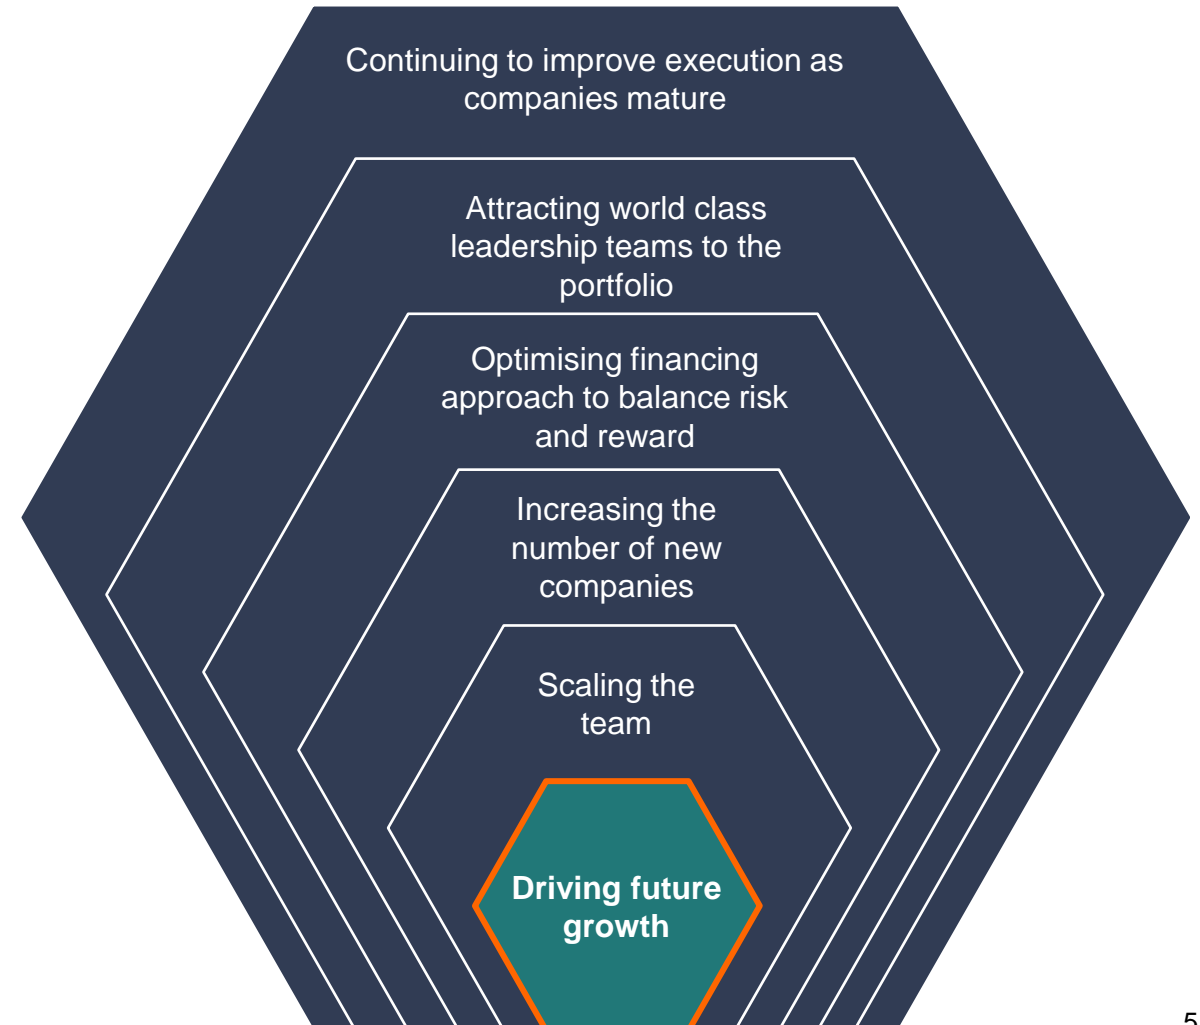 Continuing to improve execution as
companies mature
Attracting world class
leadership teams to the
portfolio
Optimising financing
approach to balance risk
and reward
Increasing the
number of new
companies
Scaling the
team
Driving future
growth
5